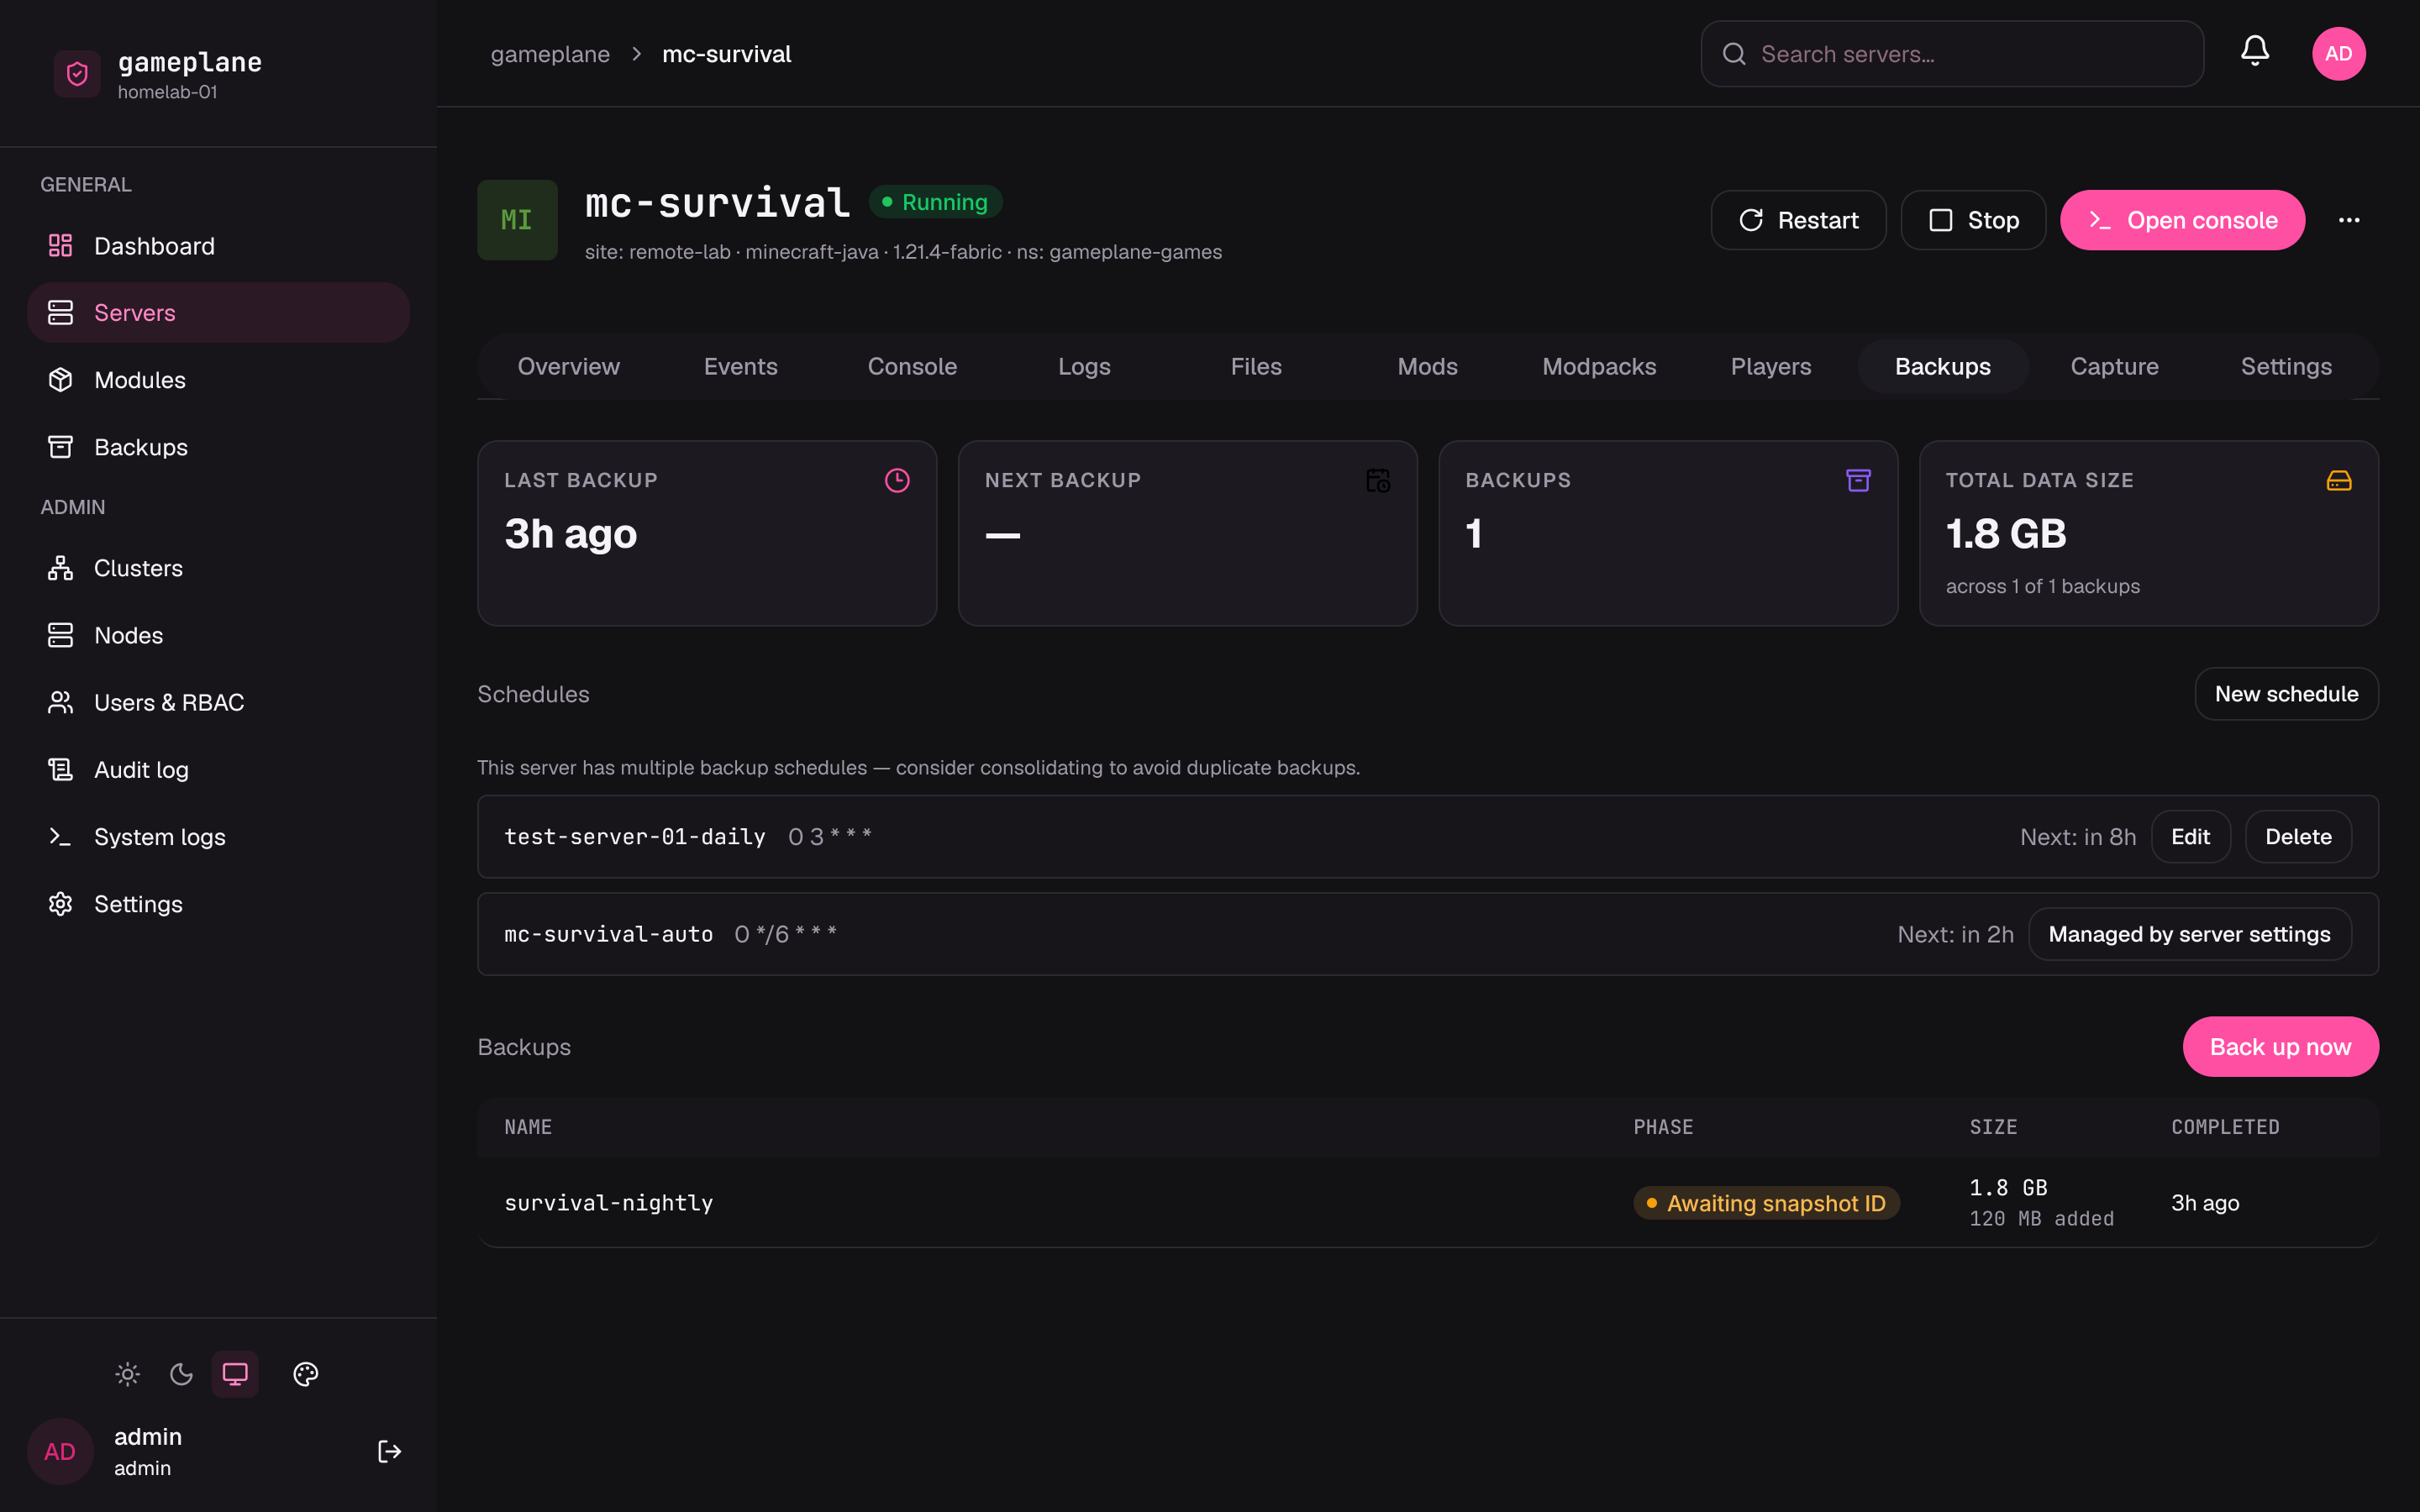 gameplane
homelab-01
GENERAL
Dashboard
Servers
Modules
Backups
ADMIN
Clusters
Nodes
Users & RBAC
Audit log
System logs
Settings
AD
admin
admin
gameplane > mc-survival
Search servers...
AD
MI
mc-survival
Running
site: remote-lab · minecraft-java · 1.21.4-fabric · ns: gameplane-games
Restart
Stop
Open console
Overview
Events
Console
Logs
Files
Mods
Modpacks
Players
Backups
Capture
Settings
LAST BACKUP
3h ago
NEXT BACKUP
—
BACKUPS
1
TOTAL DATA SIZE
1.8 GB
across 1 of 1 backups
Schedules
New schedule
This server has multiple backup schedules — consider consolidating to avoid duplicate backups.
test-server-01-daily 0 3 * * *
Next: in 8h
Edit
Delete
mc-survival-auto 0 */6 * * *
Next: in 2h
Managed by server settings
Backups
Back up now
NAME PHASE SIZE COMPLETED
survival-nightly
Awaiting snapshot ID
1.8 GB
120 MB added
3h ago